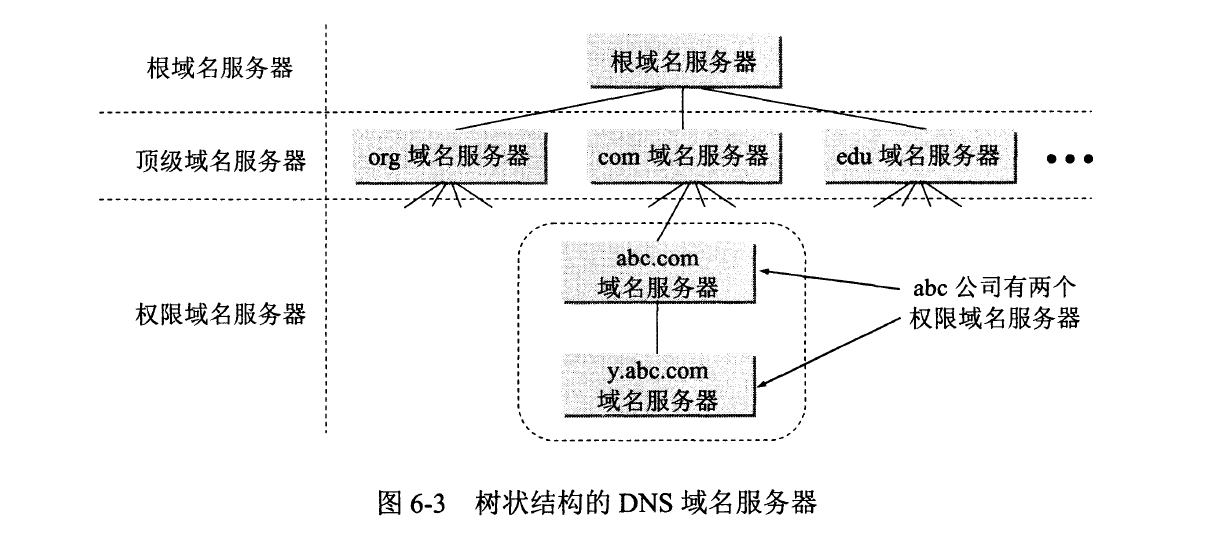 根域名服务器
根域名服务器
顶级域名服务器
org 域名服务器
com 域名服务器
edu 域名服务器
•••
权限域名服务器
abc.com
域名服务器
abc 公司有两个
权限域名服务器
y.abc.com
域名服务器
图 6-3 树状结构的 DNS 域名服务器